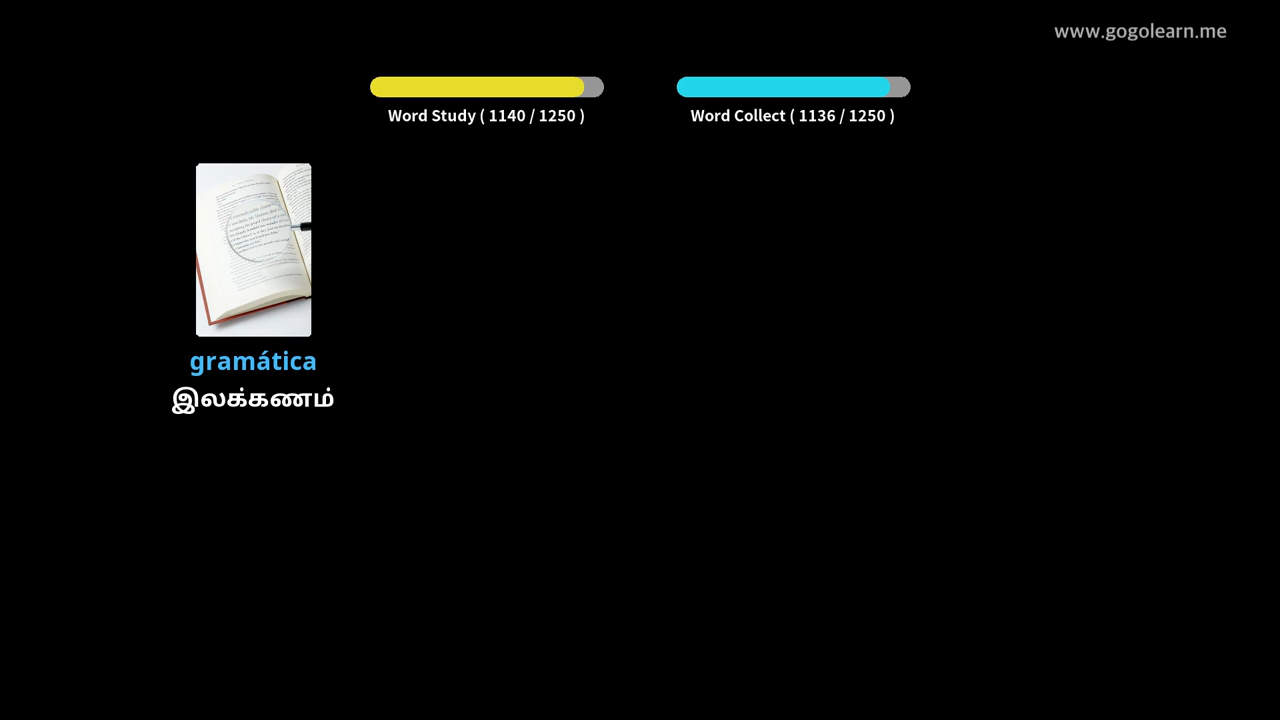 www.gogolearn.me
Word Study ( 1140 / 1250 )
Word Collect ( 1136 / 1250 )
gramática
இலக்கணம்